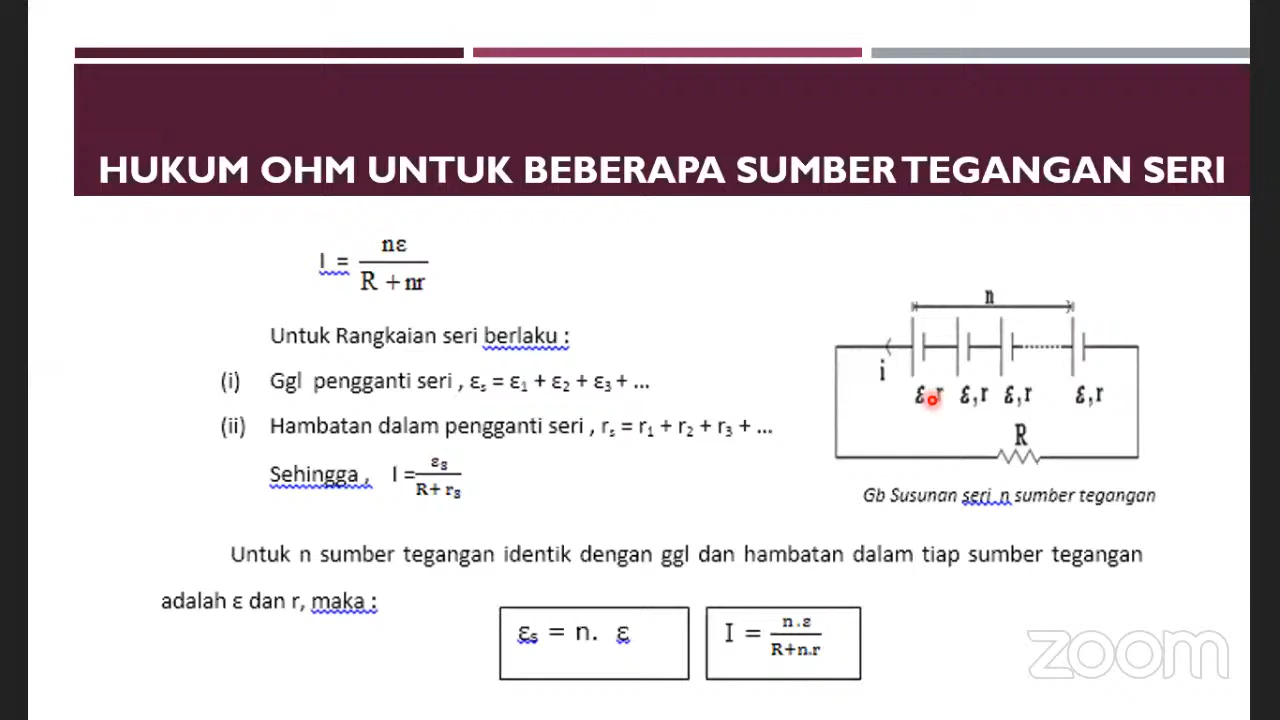 HUKUM OHM UNTUK BEBERAPA SUMBER TEGANGAN SERI
I = nε / R + nr
Untuk Rangkaian seri berlaku :
(i) Ggl pengganti seri , εs = ε1 + ε2 + ε3 + ...
(ii) Hambatan dalam pengganti seri , rs = r1 + r2 + r3 + ...
Sehingga , I = εs / R+ rs
n
i
ε,r ε,r ε,r ε,r
R
Gb Susunan seri n sumber tegangan
Untuk n sumber tegangan identik dengan ggl dan hambatan dalam tiap sumber tegangan
adalah ε dan r, maka :
εs = n. ε
I = n.ε / R+n.r
zoom